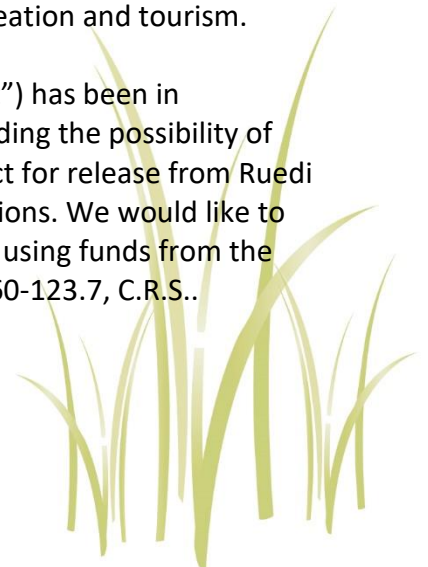 eation and tourism.
”) has been in
ding the possibility of
ct for release from Ruedi
ions. We would like to
using funds from the
60-123.7, C.R.S..